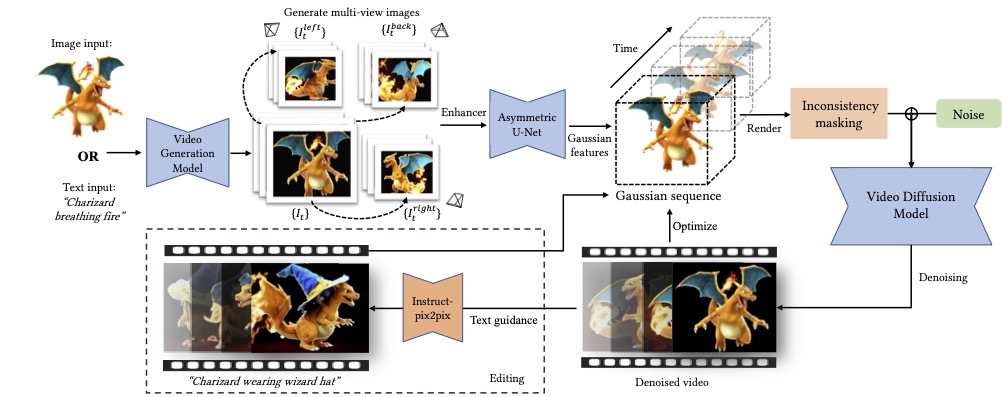 Generate multi-view images
{I_t^{left}}
{I_t^{back}}
Image input:
OR
Text input:
“Charizard
breathing fire”
Video
Generation
Model
{I_t}
{I_t^{right}}
Enhancer
Asymmetric
U-Net
Gaussian
features
Time
Gaussian sequence
Render
Inconsistency
masking
Noise
Video Diffusion
Model
Denoising
Optimize
Denoised video
Text guidance
Instruct-
pix2pix
“Charizard wearing wizard hat”
Editing